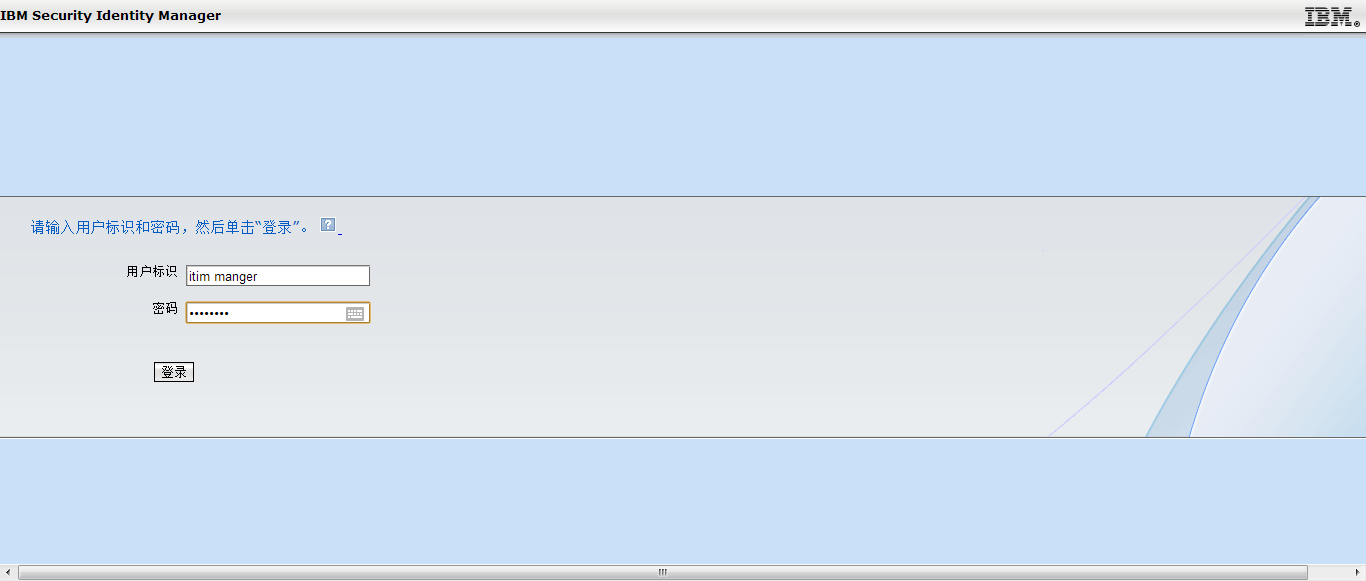 IBM Security Identity Manager
IBM®
请输入用户标识和密码，然后单击“登录”。 ?
用户标识 itim manger
密码 ••••••••
登录